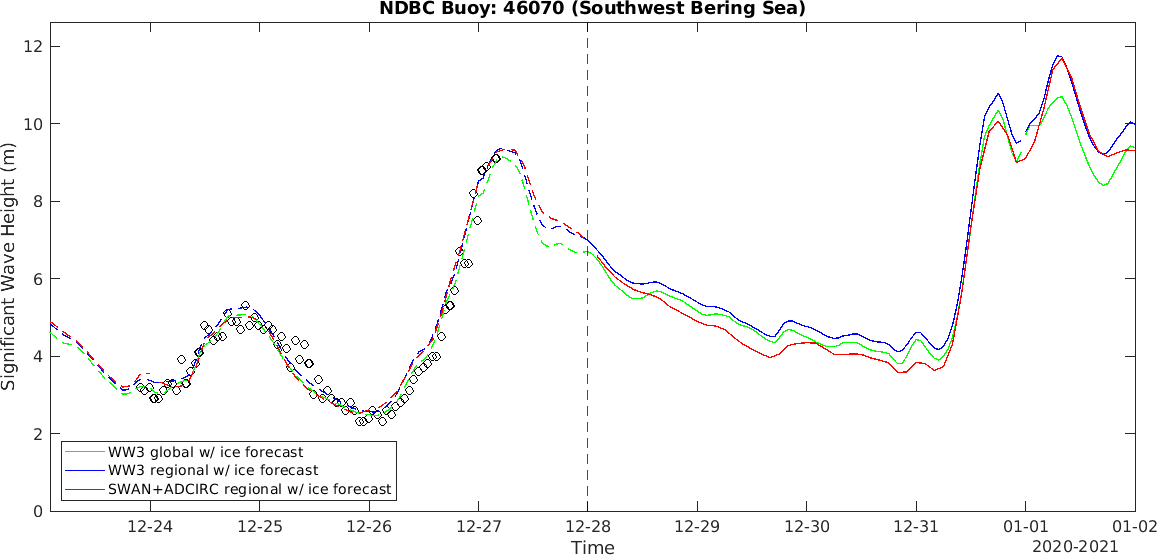 NDBC Buoy: 46070 (Southwest Bering Sea)
Significant Wave Height (m)
12
10
8
6
4
2
0
WW3 global w/ ice forecast
WW3 regional w/ ice forecast
SWAN+ADCIRC regional w/ ice forecast
12-24 12-25 12-26 12-27 12-28 12-29 12-30 12-31 01-01 01-02
Time
2020-2021